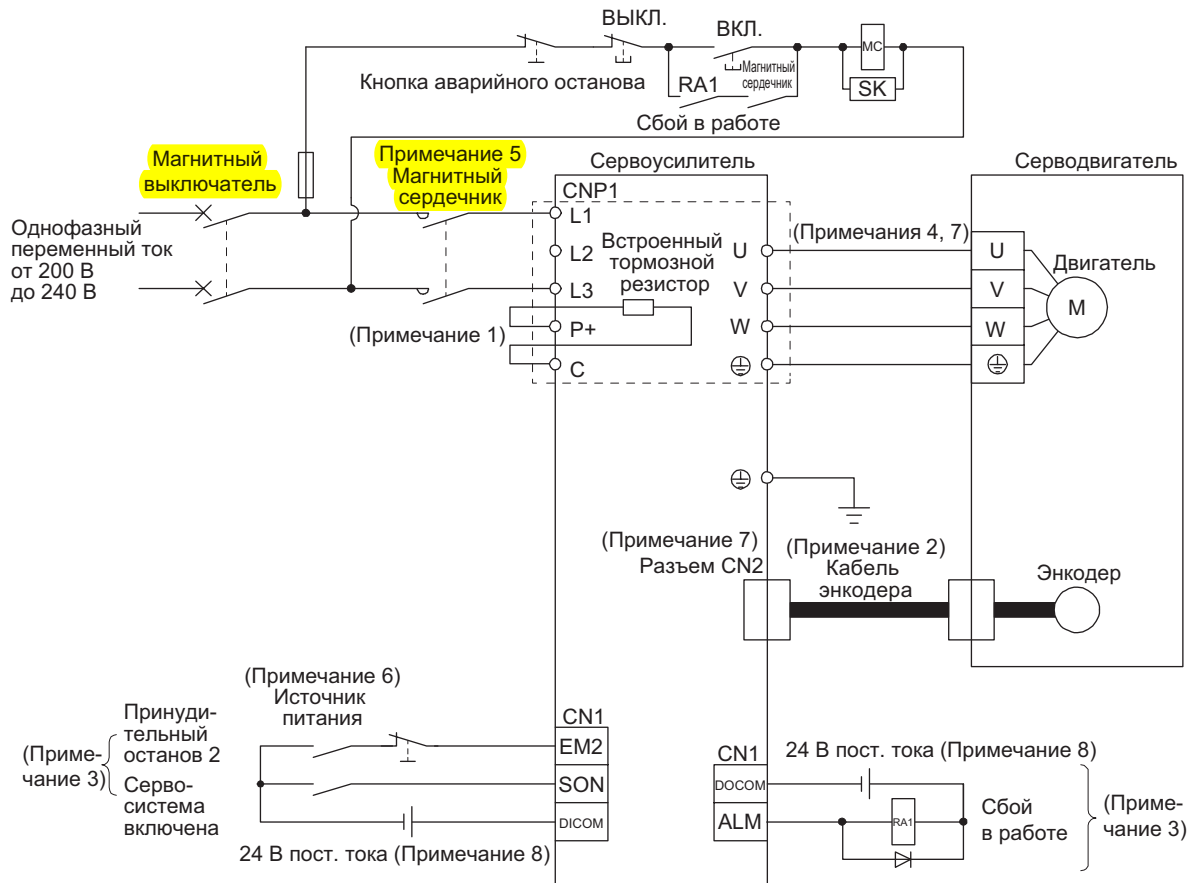 ВЫКЛ.
ВКЛ.
MC
Кнопка аварийного останова
RA1
Магнитный
сердечник
SK
Сбой в работе
Магнитный
выключатель
Примечание 5
Магнитный
сердечник
Сервоусилитель
Серводвигатель
CNP1
Однофазный
переменный ток
от 200 В
до 240 В
L1
L2
L3
P+
C
(Примечание 1)
Встроенный
тормозной
резистор
U
V
W
(Примечания 4, 7)
U
V
W
Двигатель
M
(Примечание 7)
Разъем CN2
(Примечание 2)
Кабель
энкодера
Энкодер
(Примечание 6)
Источник
питания
(Приме-
чание 3)
Принуди-
тельный
останов 2
Серво-
система
включена
CN1
EM2
SON
DICOM
24 В пост. тока (Примечание 8)
CN1
DOCOM
ALM
24 В пост. тока (Примечание 8)
RA1
Сбой
в работе
(Приме-
чание 3)